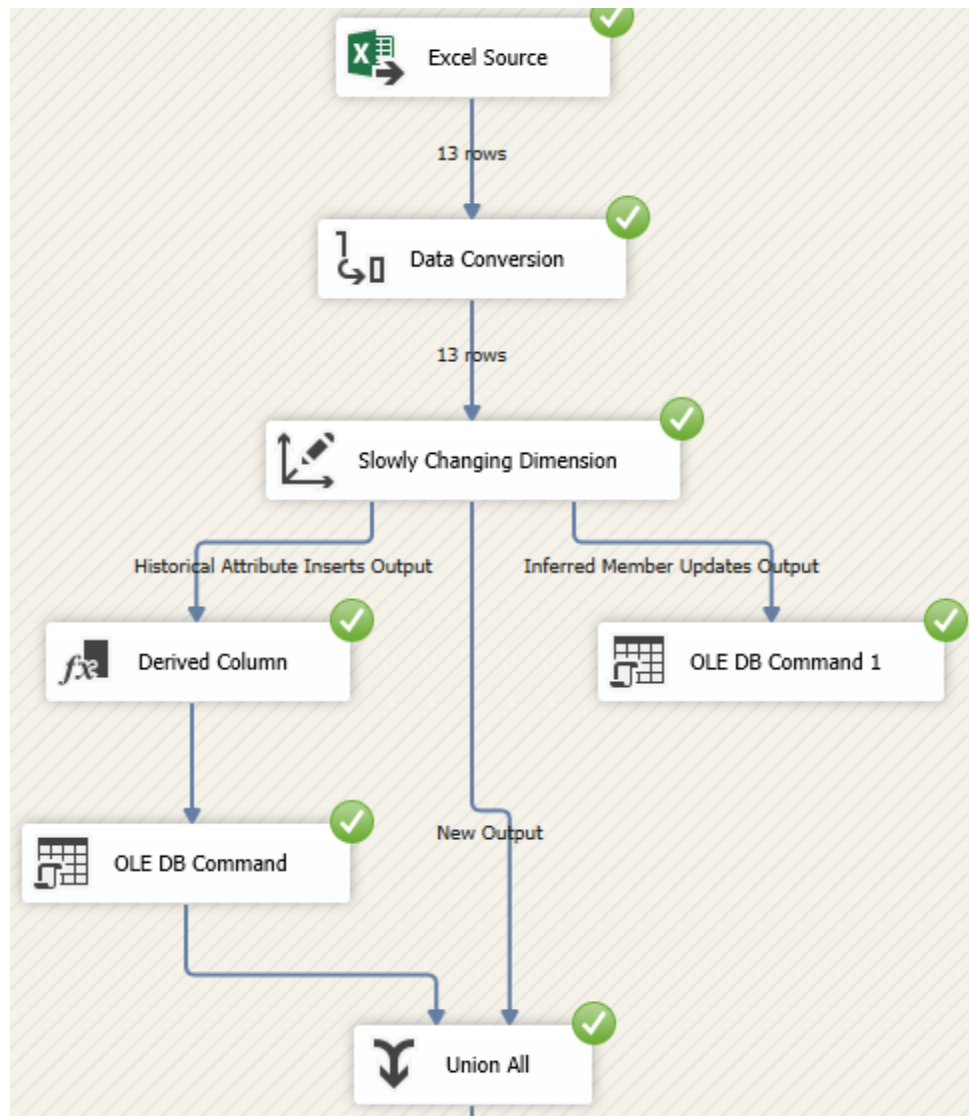 Excel Source
13 rows
Data Conversion
13 rows
Slowly Changing Dimension
Historical Attribute Inserts Output
Inferred Member Updates Output
Derived Column
OLE DB Command 1
New Output
OLE DB Command
Union All